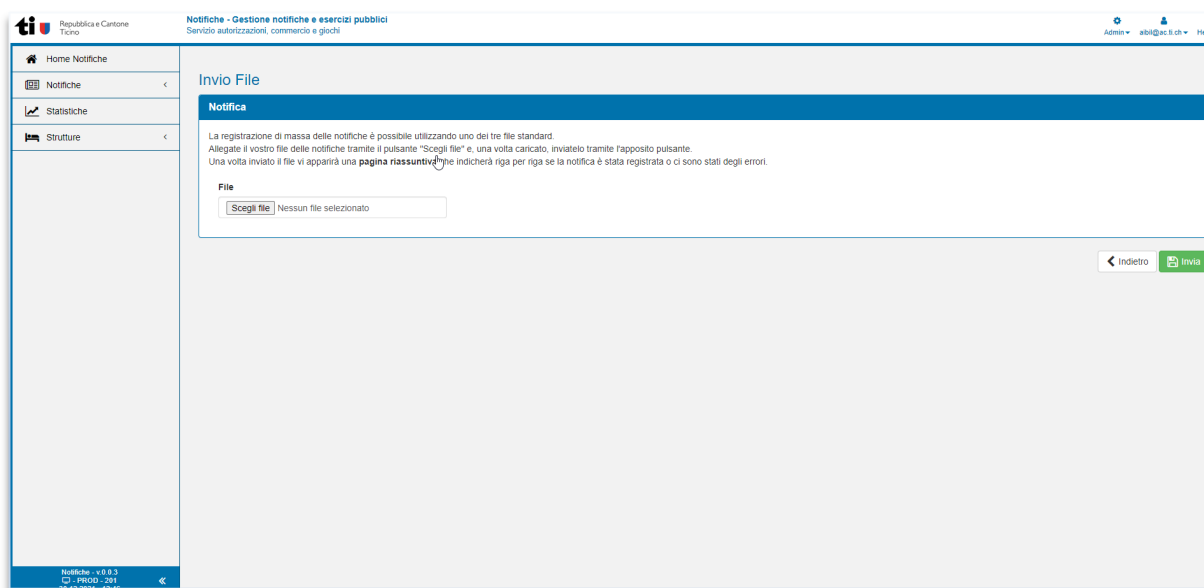 ti
Repubblica e Cantone
Ticino
Notifiche - Gestione notifiche e esercizi pubblici
Servizio autorizzazioni, commercio e giochi
Admin
aibil@ac.ti.ch
Home Notifiche
Notifiche
Statistiche
Strutture
Invio File
Notifica
La registrazione di massa delle notifiche è possibile utilizzando uno dei tre file standard.
Allegate il vostro file delle notifiche tramite il pulsante "Scegli file" e, una volta caricato, inviatelo tramite l'apposito pulsante.
Una volta inviato il file vi apparirà una pagina riassuntiva che indicherà riga per riga se la notifica è stata registrata o ci sono stati degli errori.
File
Scegli file Nessun file selezionato
Indietro
Invia
Notifiche - v.0.0.3
- PROD - 201